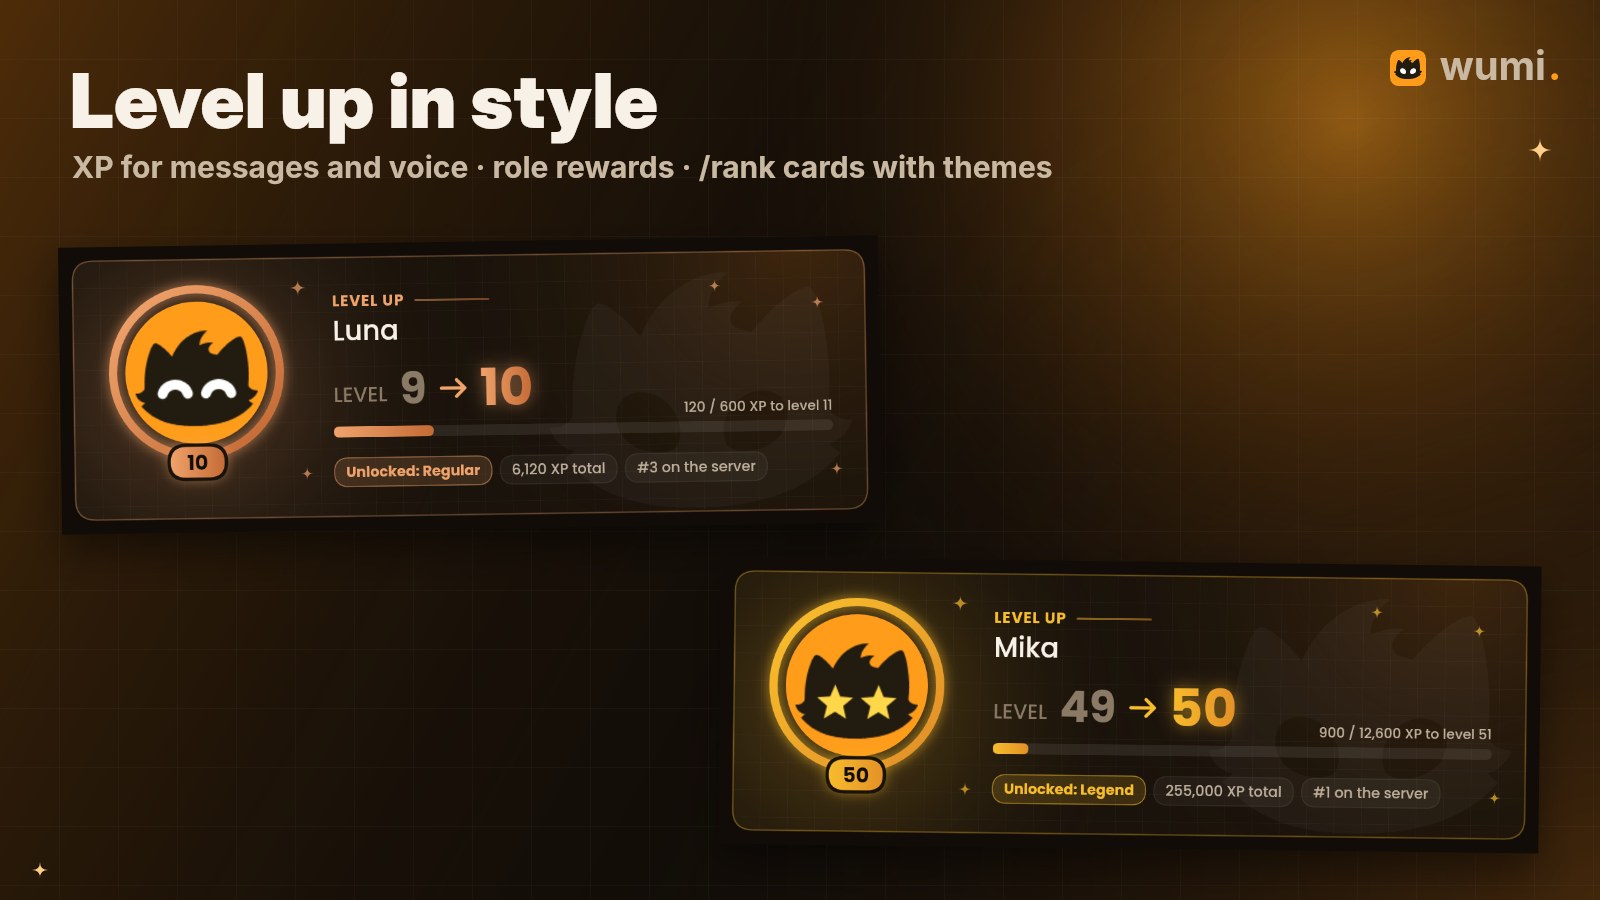 Level up in style
wumi.
XP for messages and voice · role rewards · /rank cards with themes
LEVEL UP
Luna
LEVEL 9 → 10
120 / 600 XP to level 11
10
Unlocked: Regular
6,120 XP total
#3 on the server
LEVEL UP
Mika
LEVEL 49 → 50
900 / 12,600 XP to level 51
50
Unlocked: Legend
255,000 XP total
#1 on the server